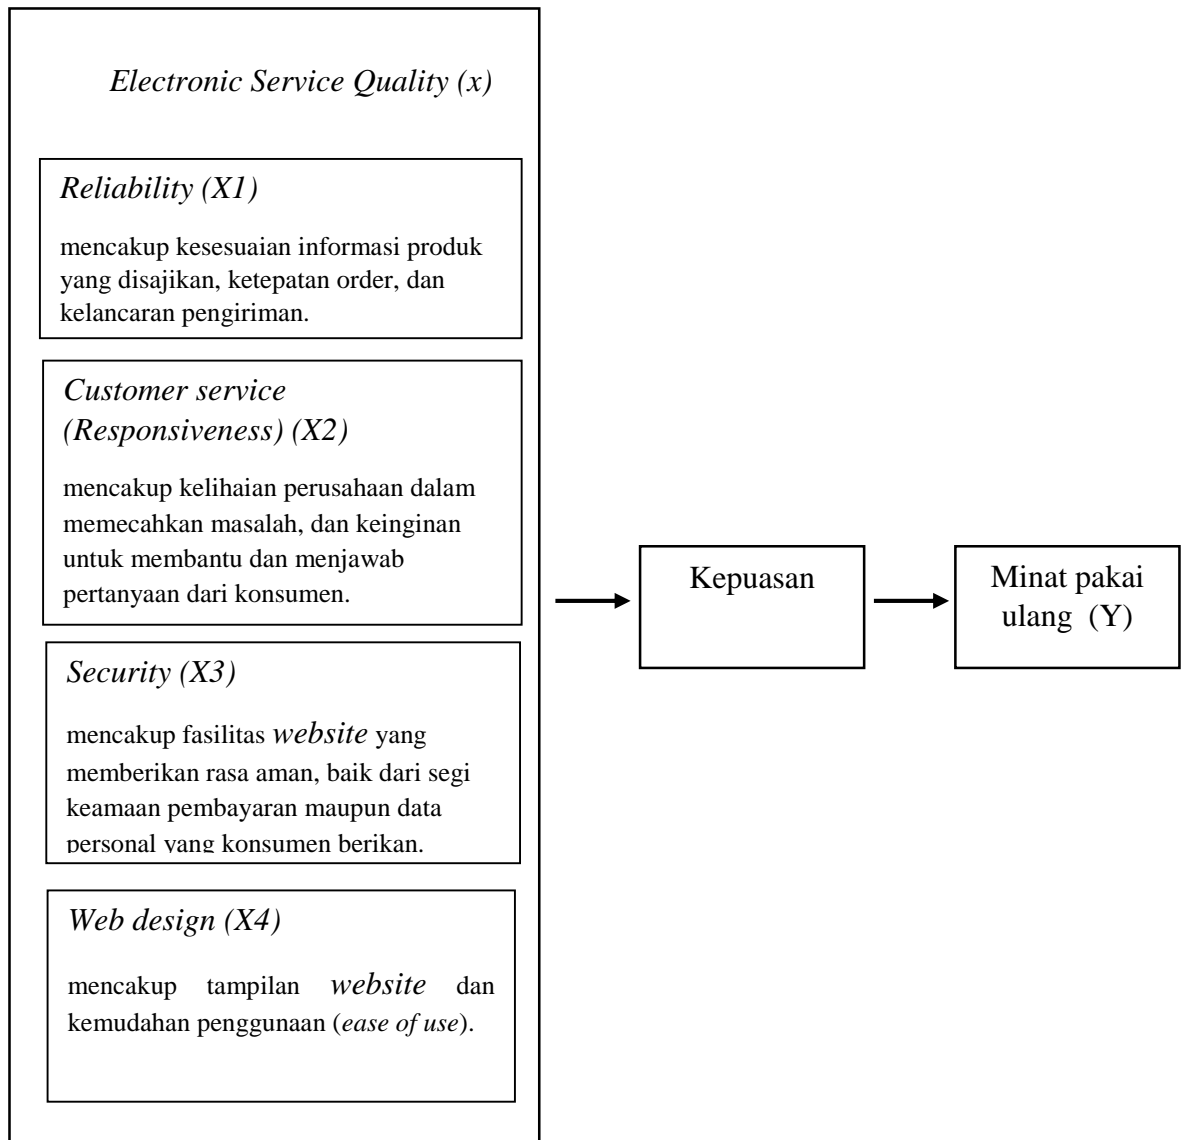 Electronic Service Quality (x)
Reliability (X1)
mencakup kesesuaian informasi produk
yang disajikan, ketepatan order, dan
kelancaran pengiriman.
Customer service
(Responsiveness) (X2)
mencakup kelihaian perusahaan dalam
memecahkan masalah, dan keinginan
untuk membantu dan menjawab
pertanyaan dari konsumen.
Security (X3)
mencakup fasilitas website yang
memberikan rasa aman, baik dari segi
keamaan pembayaran maupun data
personal yang konsumen berikan.
Web design (X4)
mencakup tampilan website dan
kemudahan penggunaan (ease of use).
Kepuasan
Minat pakai
ulang (Y)